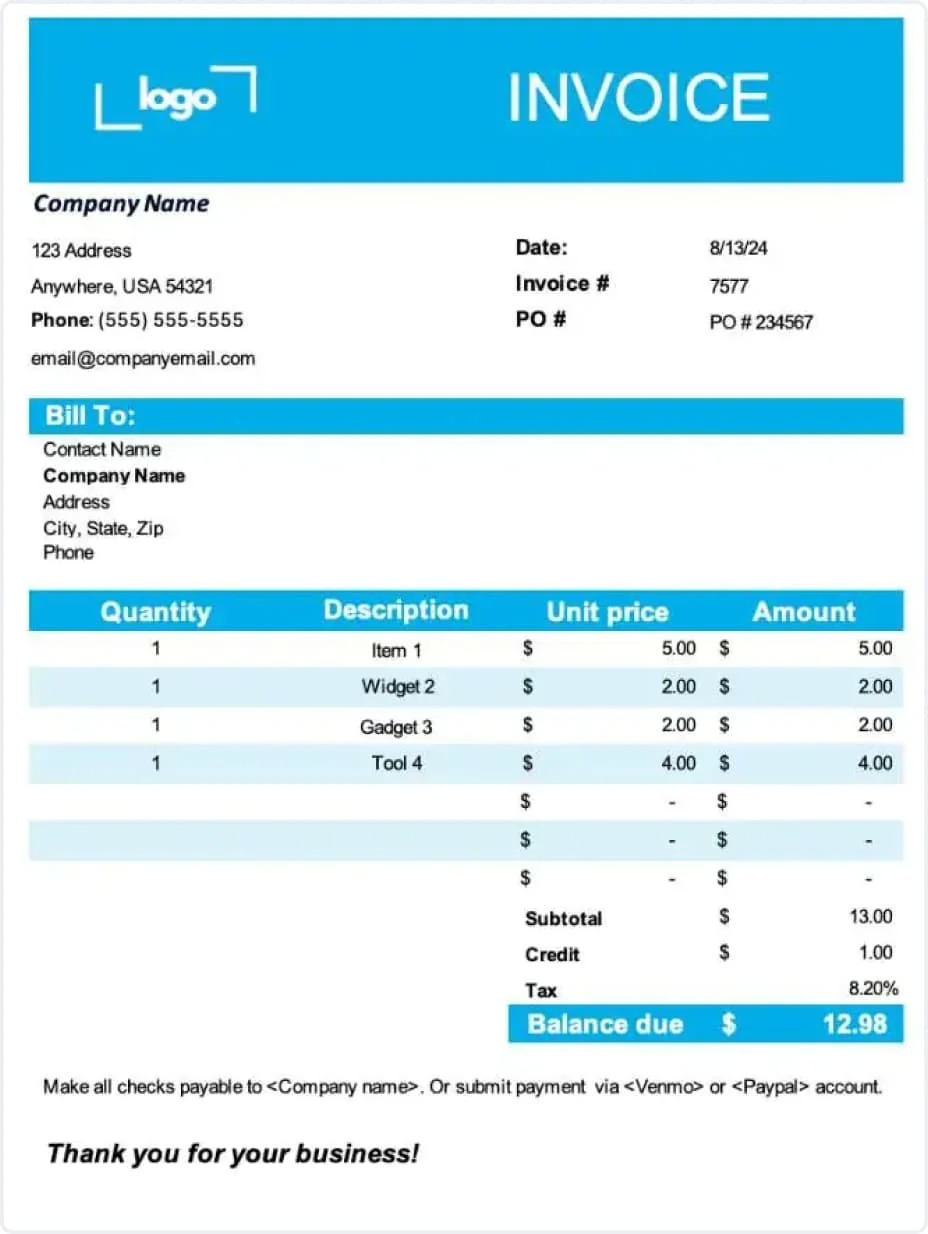 logo
INVOICE
Company Name
123 Address
Anywhere, USA 54321
Phone: (555) 555-5555
email@companyemail.com
Date: 8/13/24
Invoice # 7577
PO # PO # 234567
Bill To:
Contact Name
Company Name
Address
City, State, Zip
Phone
Quantity Description Unit price Amount
1 Item 1 $ 5.00 $ 5.00
1 Widget 2 $ 2.00 $ 2.00
1 Gadget 3 $ 2.00 $ 2.00
1 Tool 4 $ 4.00 $ 4.00
$ - $ -
$ - $ -
$ - $ -
Subtotal $ 13.00
Credit $ 1.00
Tax 8.20%
Balance due $ 12.98
Make all checks payable to <Company name>. Or submit payment via <Venmo> or <Paypal> account.
Thank you for your business!